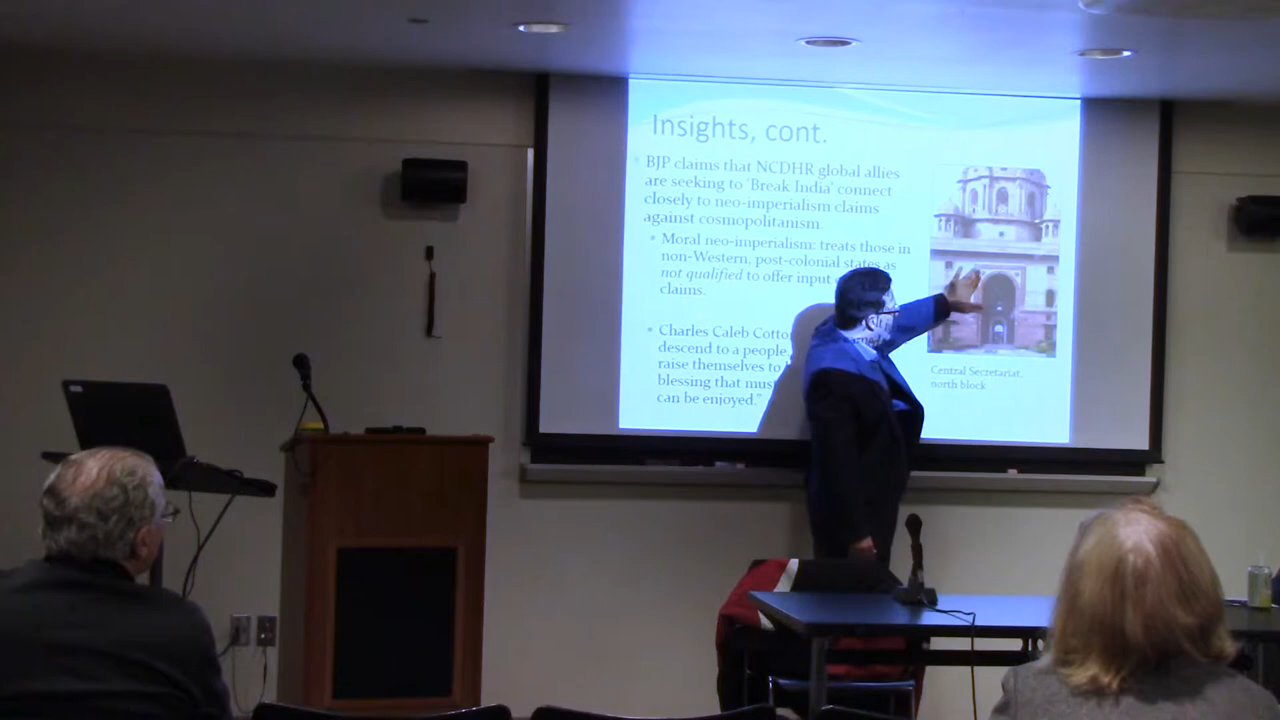 Insights, cont.
BJP claims that NCDHR global allies
are seeking to 'Break India' connect
closely to neo-imperialism claims
against cosmopolitanism.
Moral neo-imperialism: treats those in
non-Western, post-colonial states as
not qualified to offer input
claims.
Charles Caleb
descend to a people,
raise themselves to
blessing that
can be enjoyed."
Central Secretariat,
north block